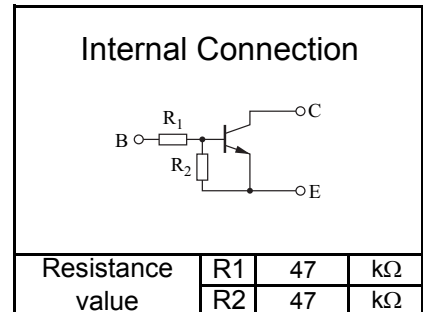 Internal Connection
C
R1
B
R2
E
Resistance value R1 47 kΩ
R2 47 kΩ